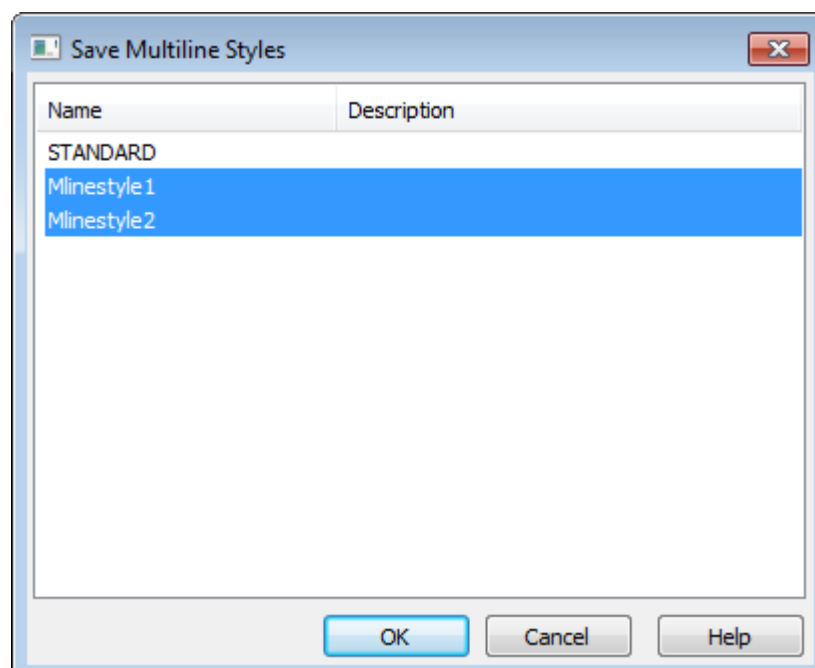 Save Multiline Styles
Name Description
STANDARD
Mlinestyle1
Mlinestyle2
OK Cancel Help